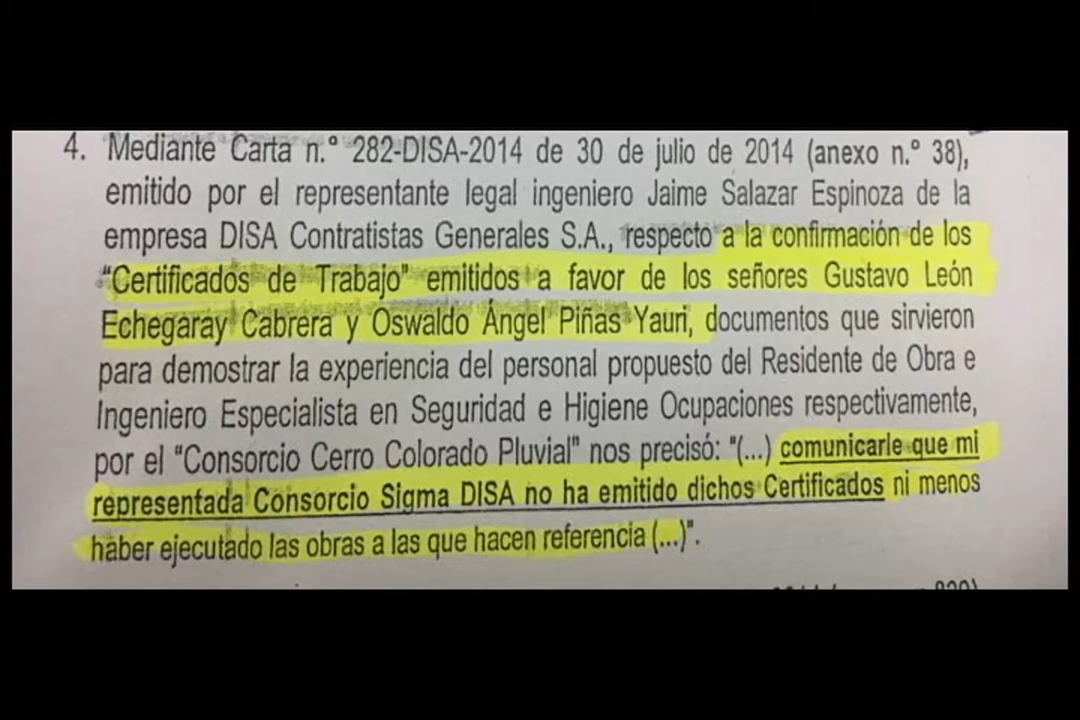 4. Mediante Carta n.° 282-DISA-2014 de 30 de julio de 2014 (anexo n.° 38),
emitido por el representante legal ingeniero Jaime Salazar Espinoza de la
empresa DISA Contratistas Generales S.A., respecto a la confirmación de los
“Certificados de Trabajo” emitidos a favor de los señores Gustavo León
Echegaray Cabrera y Oswaldo Ángel Piñas Yauri, documentos que sirvieron
para demostrar la experiencia del personal propuesto del Residente de Obra e
Ingeniero Especialista en Seguridad e Higiene Ocupaciones respectivamente,
por el “Consorcio Cerro Colorado Pluvial” nos precisó: “(...) comunicarle que mi
representada Consorcio Sigma DISA no ha emitido dichos Certificados ni menos
haber ejecutado las obras a las que hacen referencia (...)”.